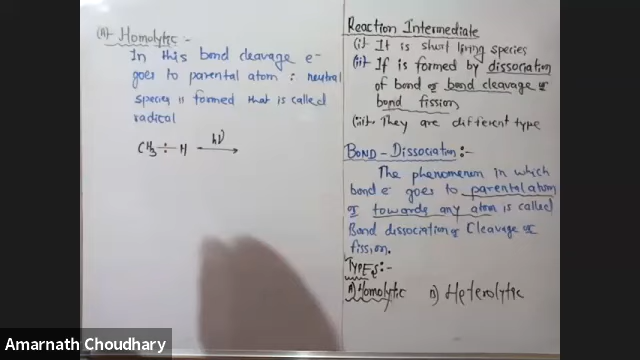 (A) Homolytic :-
In this bond cleavage e-
goes to parental atom ∴ neutral
species is formed that is called
radical
CH3 : H hν →
Reaction Intermediate
(i) It is short living species
(ii) If is formed by dissociation
of bond or bond cleavage or
bond fission
(iii) They are different type
BOND - Dissociation :-
The phenomenon in which
bond e- goes to parental atom
or towards any atom is called
Bond dissociation or Cleavage or
fission.
TYPES:-
A) Homolytic B) Heterolytic
Amarnath Choudhary